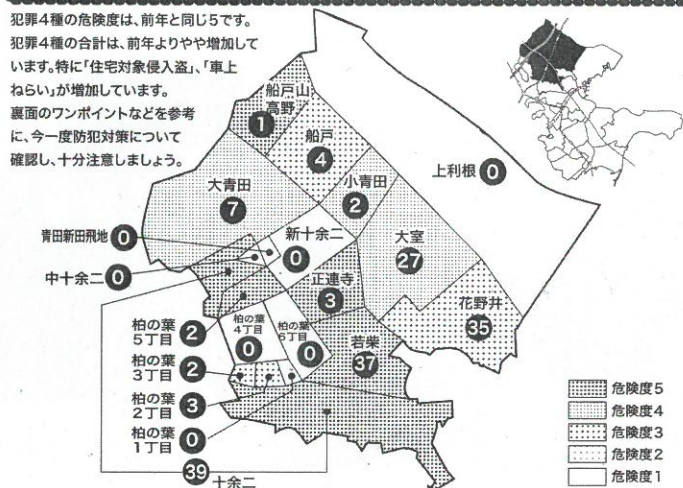 犯罪4種の危険度は、前年と同じ5です。
犯罪4種の合計は、前年よりやや増加して
います。特に「住宅対象侵入盗」、「車上
ねらい」が増加しています。
裏面のワンポイントなどを参考
に、今一度防犯対策について
確認し、十分注意しましょう。
船戸山
高野
1
船戸
4
上利根 0
大青田
7
小青田
2
青田新田飛地 0
新十余二
0
大室
27
中十余二 0
正連寺
3
花野井
35
柏の葉
5丁目 2
柏の葉
4丁目
0
柏の葉
6丁目
0
若柴
37
柏の葉
3丁目 2
柏の葉
2丁目 3
柏の葉
1丁目 0
39 十余二
危険度5
危険度4
危険度3
危険度2
危険度1